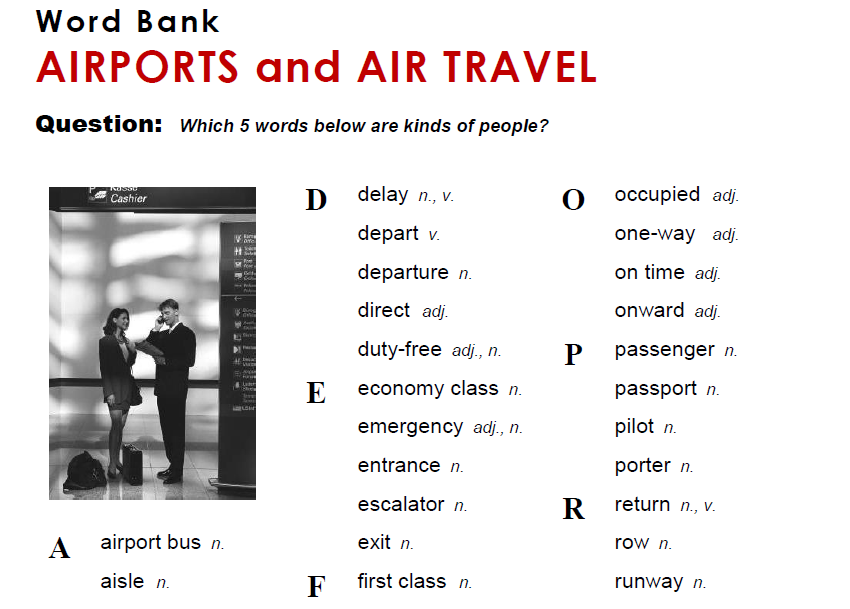 Word Bank
AIRPORTS and AIR TRAVEL
Question: Which 5 words below are kinds of people?
Kasse
Cashier
A
airport bus n.
aisle n.
D
delay n., v.
depart v.
departure n.
direct adj.
duty-free adj., n.
E
economy class n.
emergency adj., n.
entrance n.
escalator n.
exit n.
F
first class n.
O
occupied adj.
one-way adj.
on time adj.
onward adj.
P
passenger n.
passport n.
pilot n.
porter n.
R
return n., v.
row n.
runway n.